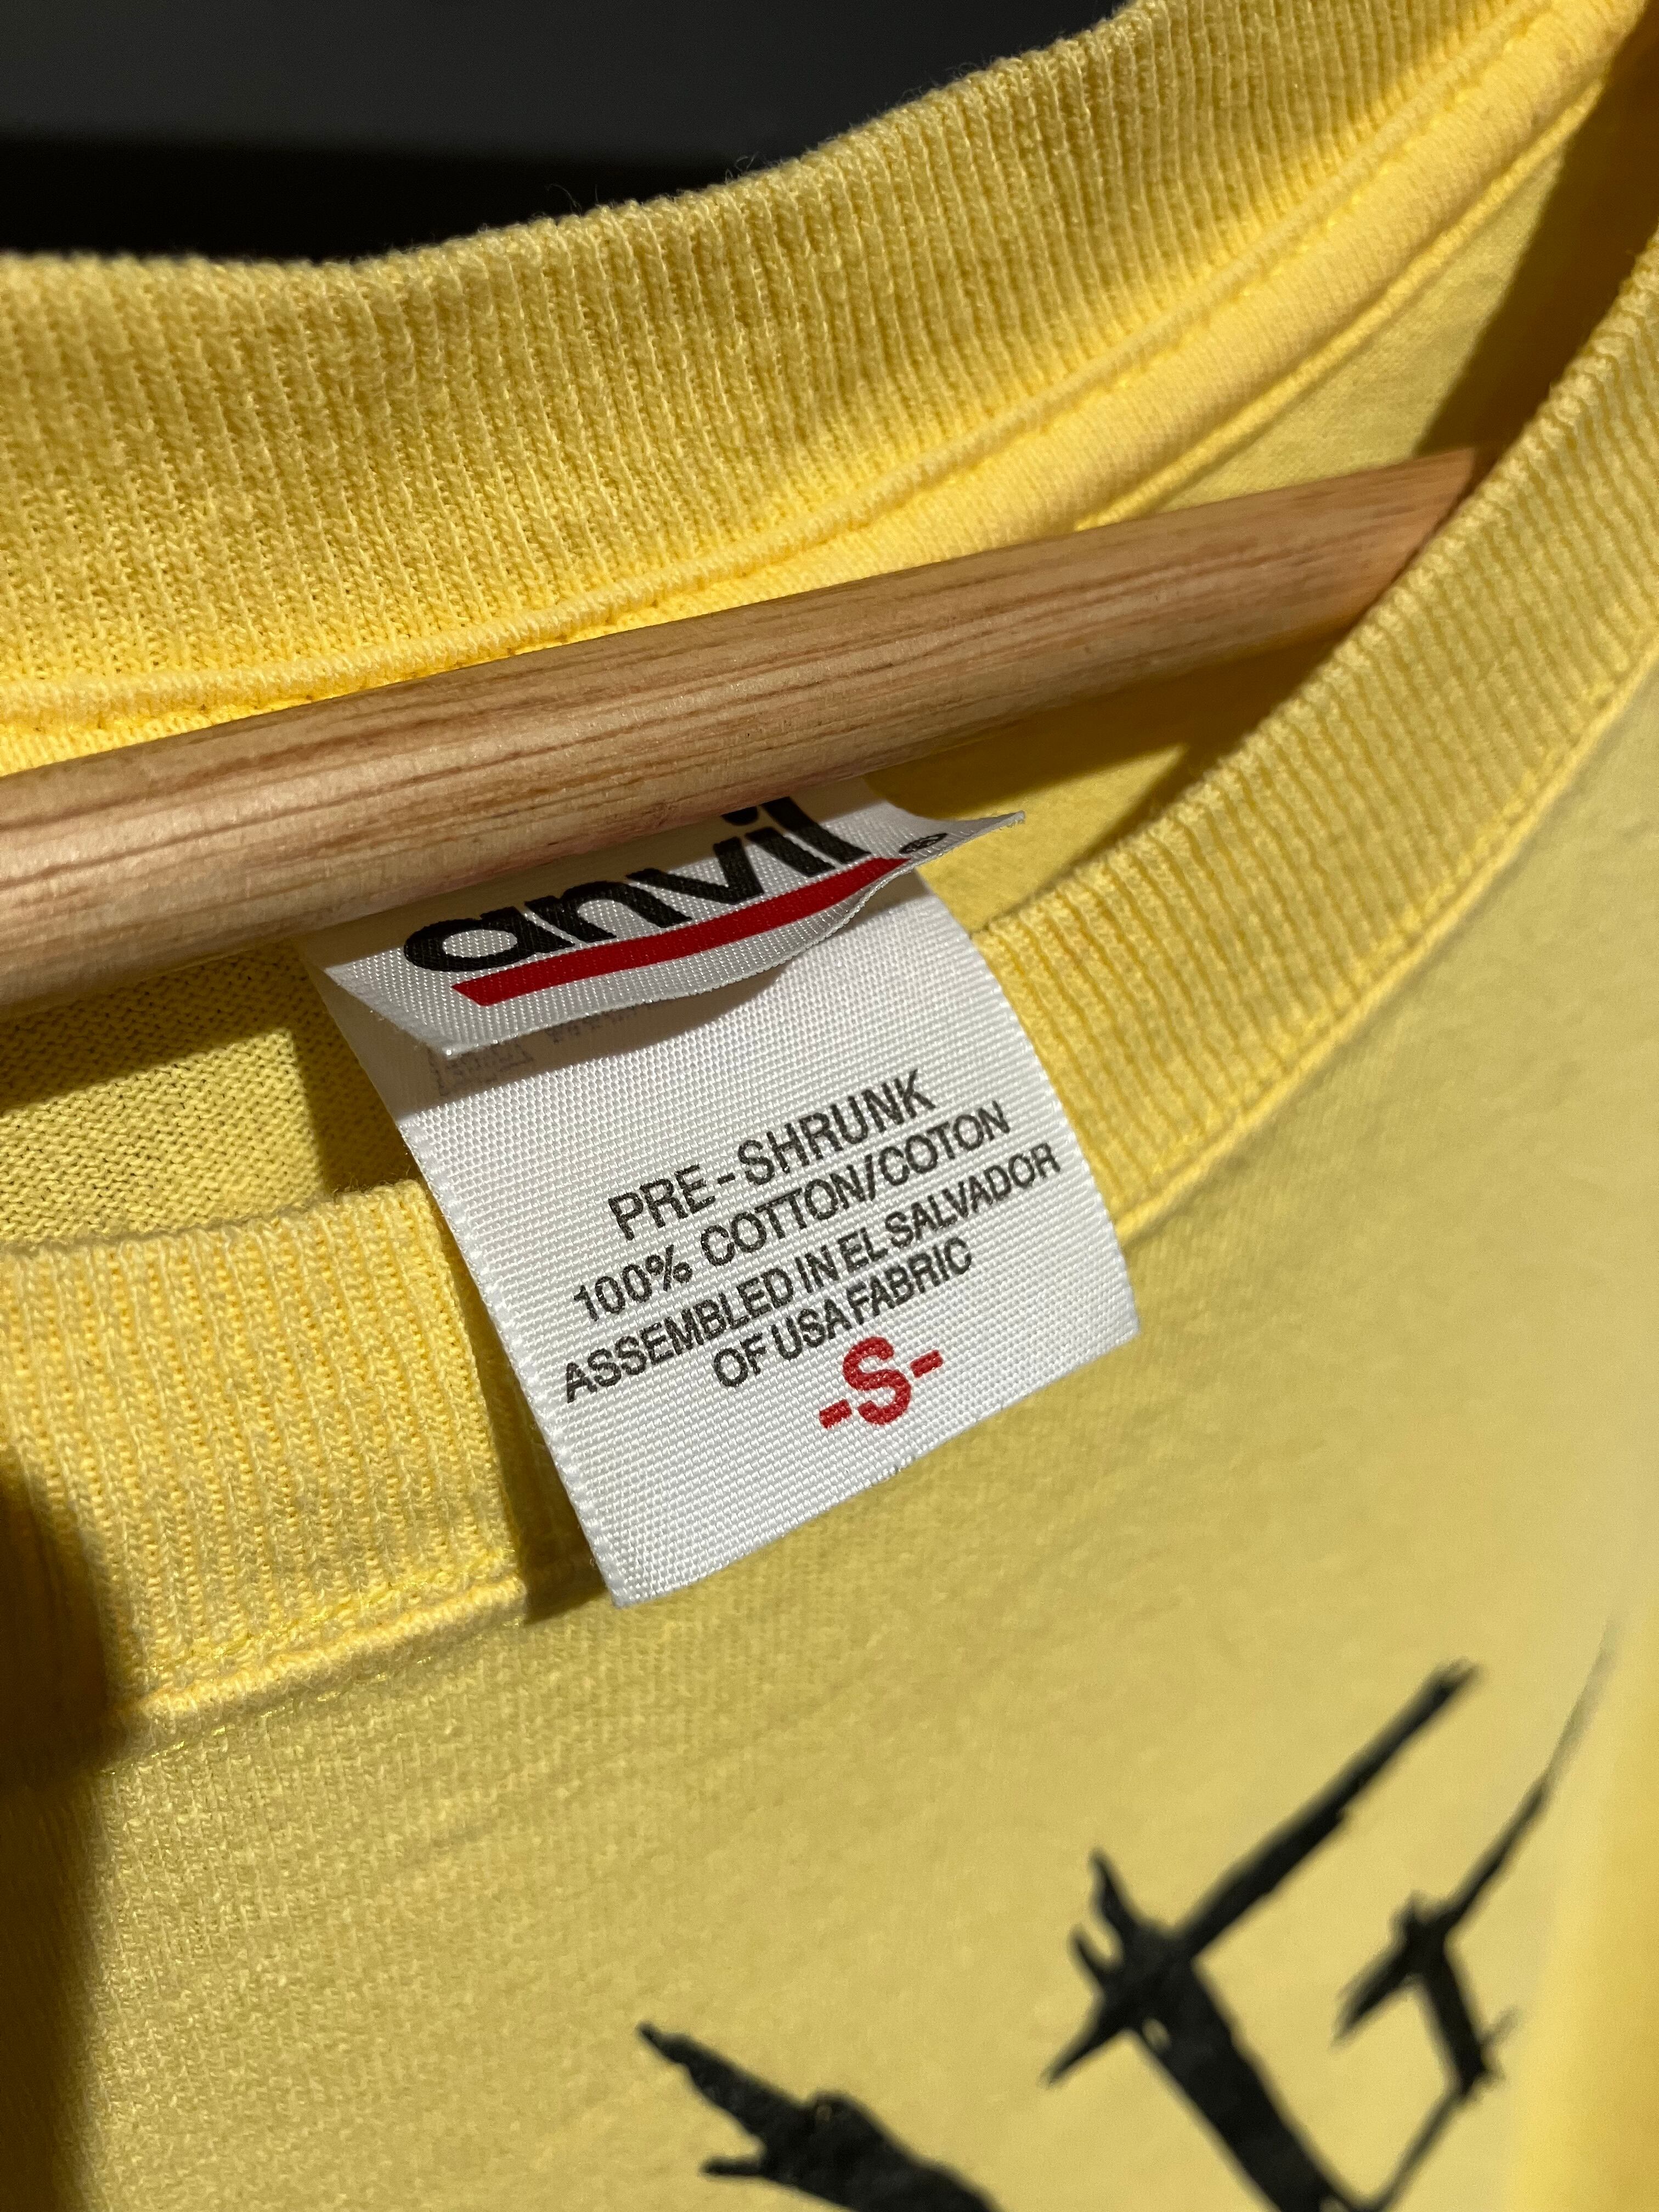 anvil®
PRE-SHRUNK
100% COTTON/COTON
ASSEMBLED IN EL SALVADOR
OF USA FABRIC
-S-